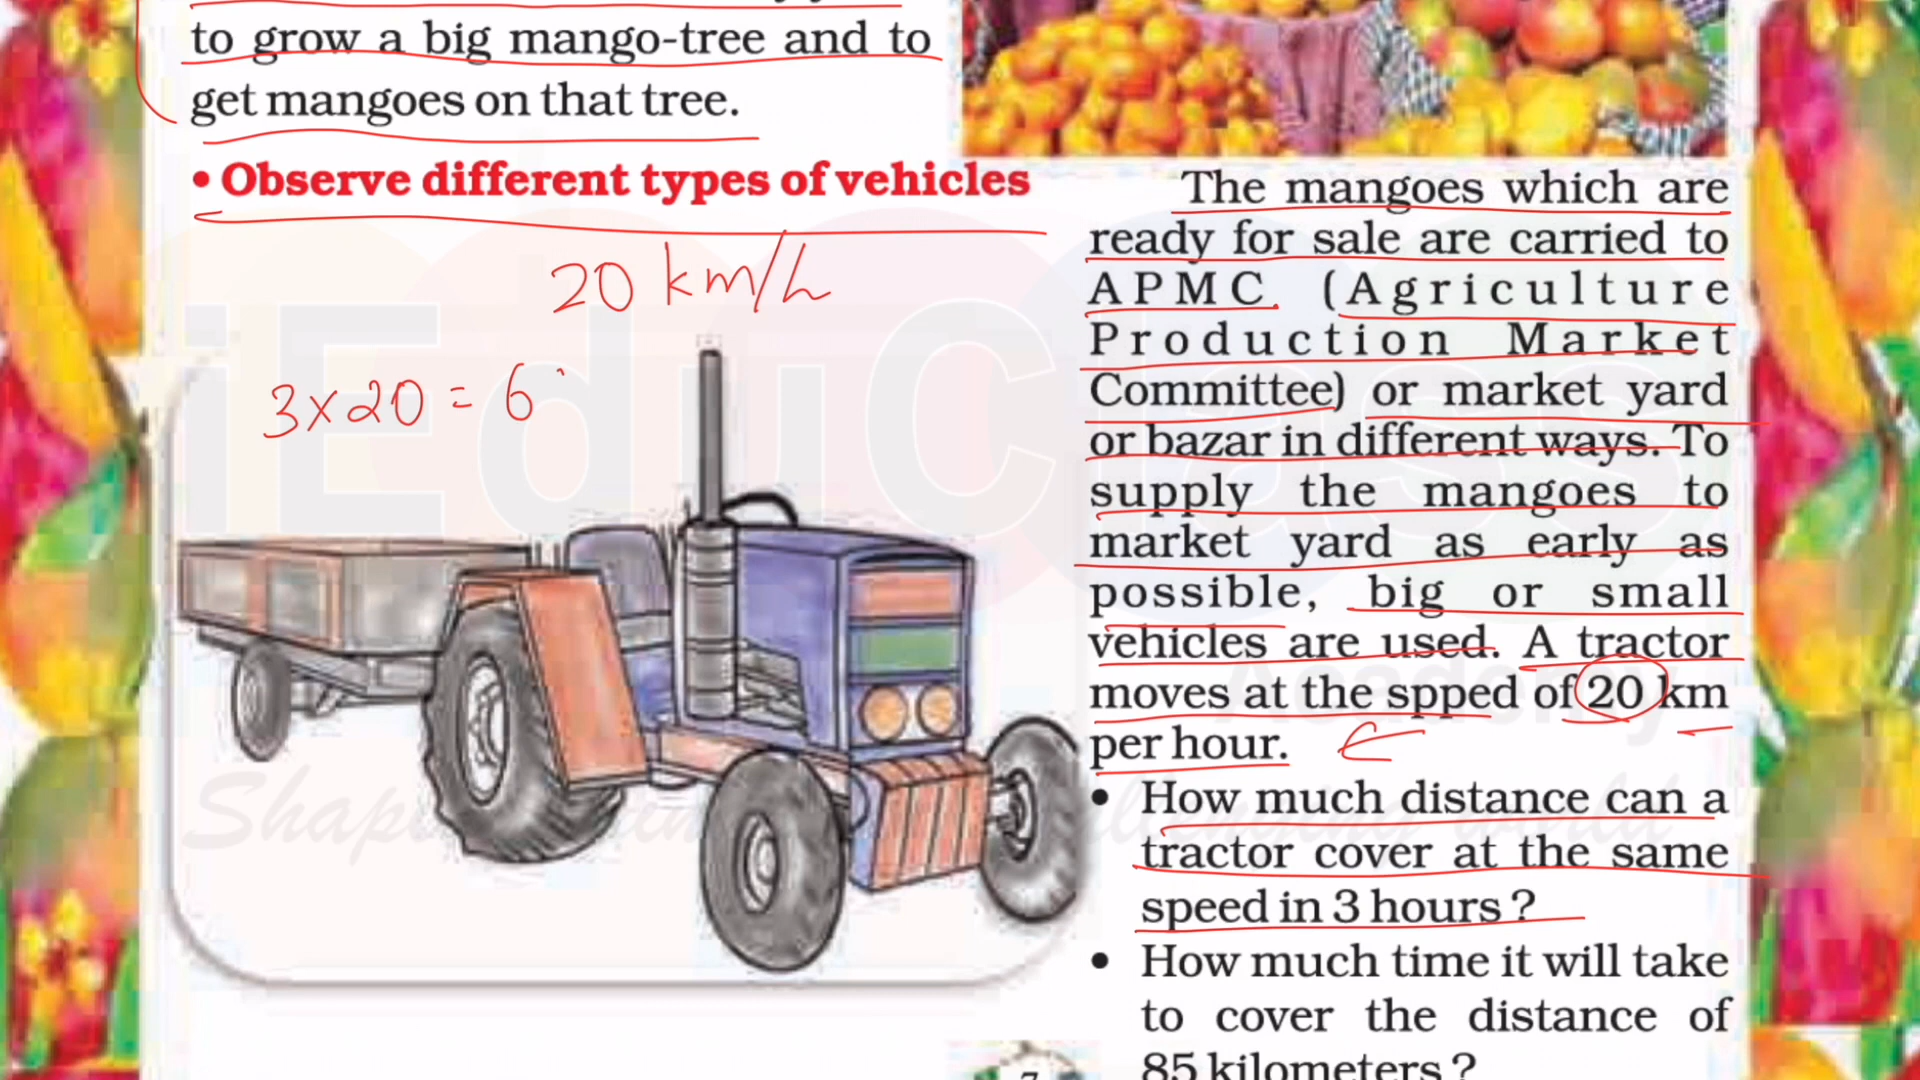 to grow a big mango-tree and to
get mangoes on that tree.
• Observe different types of vehicles
20 km/h
3x20 = 6
The mangoes which are
ready for sale are carried to
APMC. (Agriculture
Production Market
Committee) or market yard
or bazar in different ways. To
supply the mangoes to
market yard as early as
possible, big or small
vehicles are used. A tractor
moves at the spped of 20 km
per hour.
• How much distance can a
tractor cover at the same
speed in 3 hours ?
• How much time it will take
to cover the distance of
85 kilometers ?
7
iEduClass
Academy